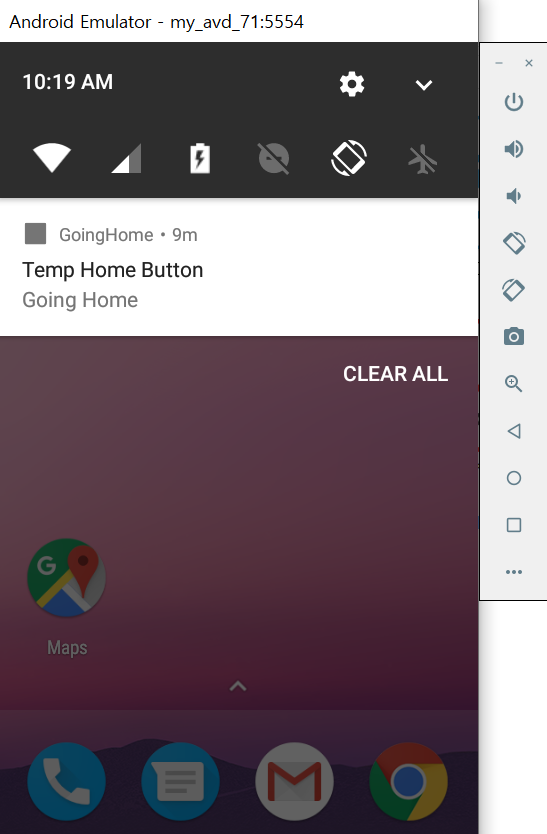 Android Emulator - my_avd_71:5554
10:19 AM
GoingHome • 9m
Temp Home Button
Going Home
CLEAR ALL
G
Maps